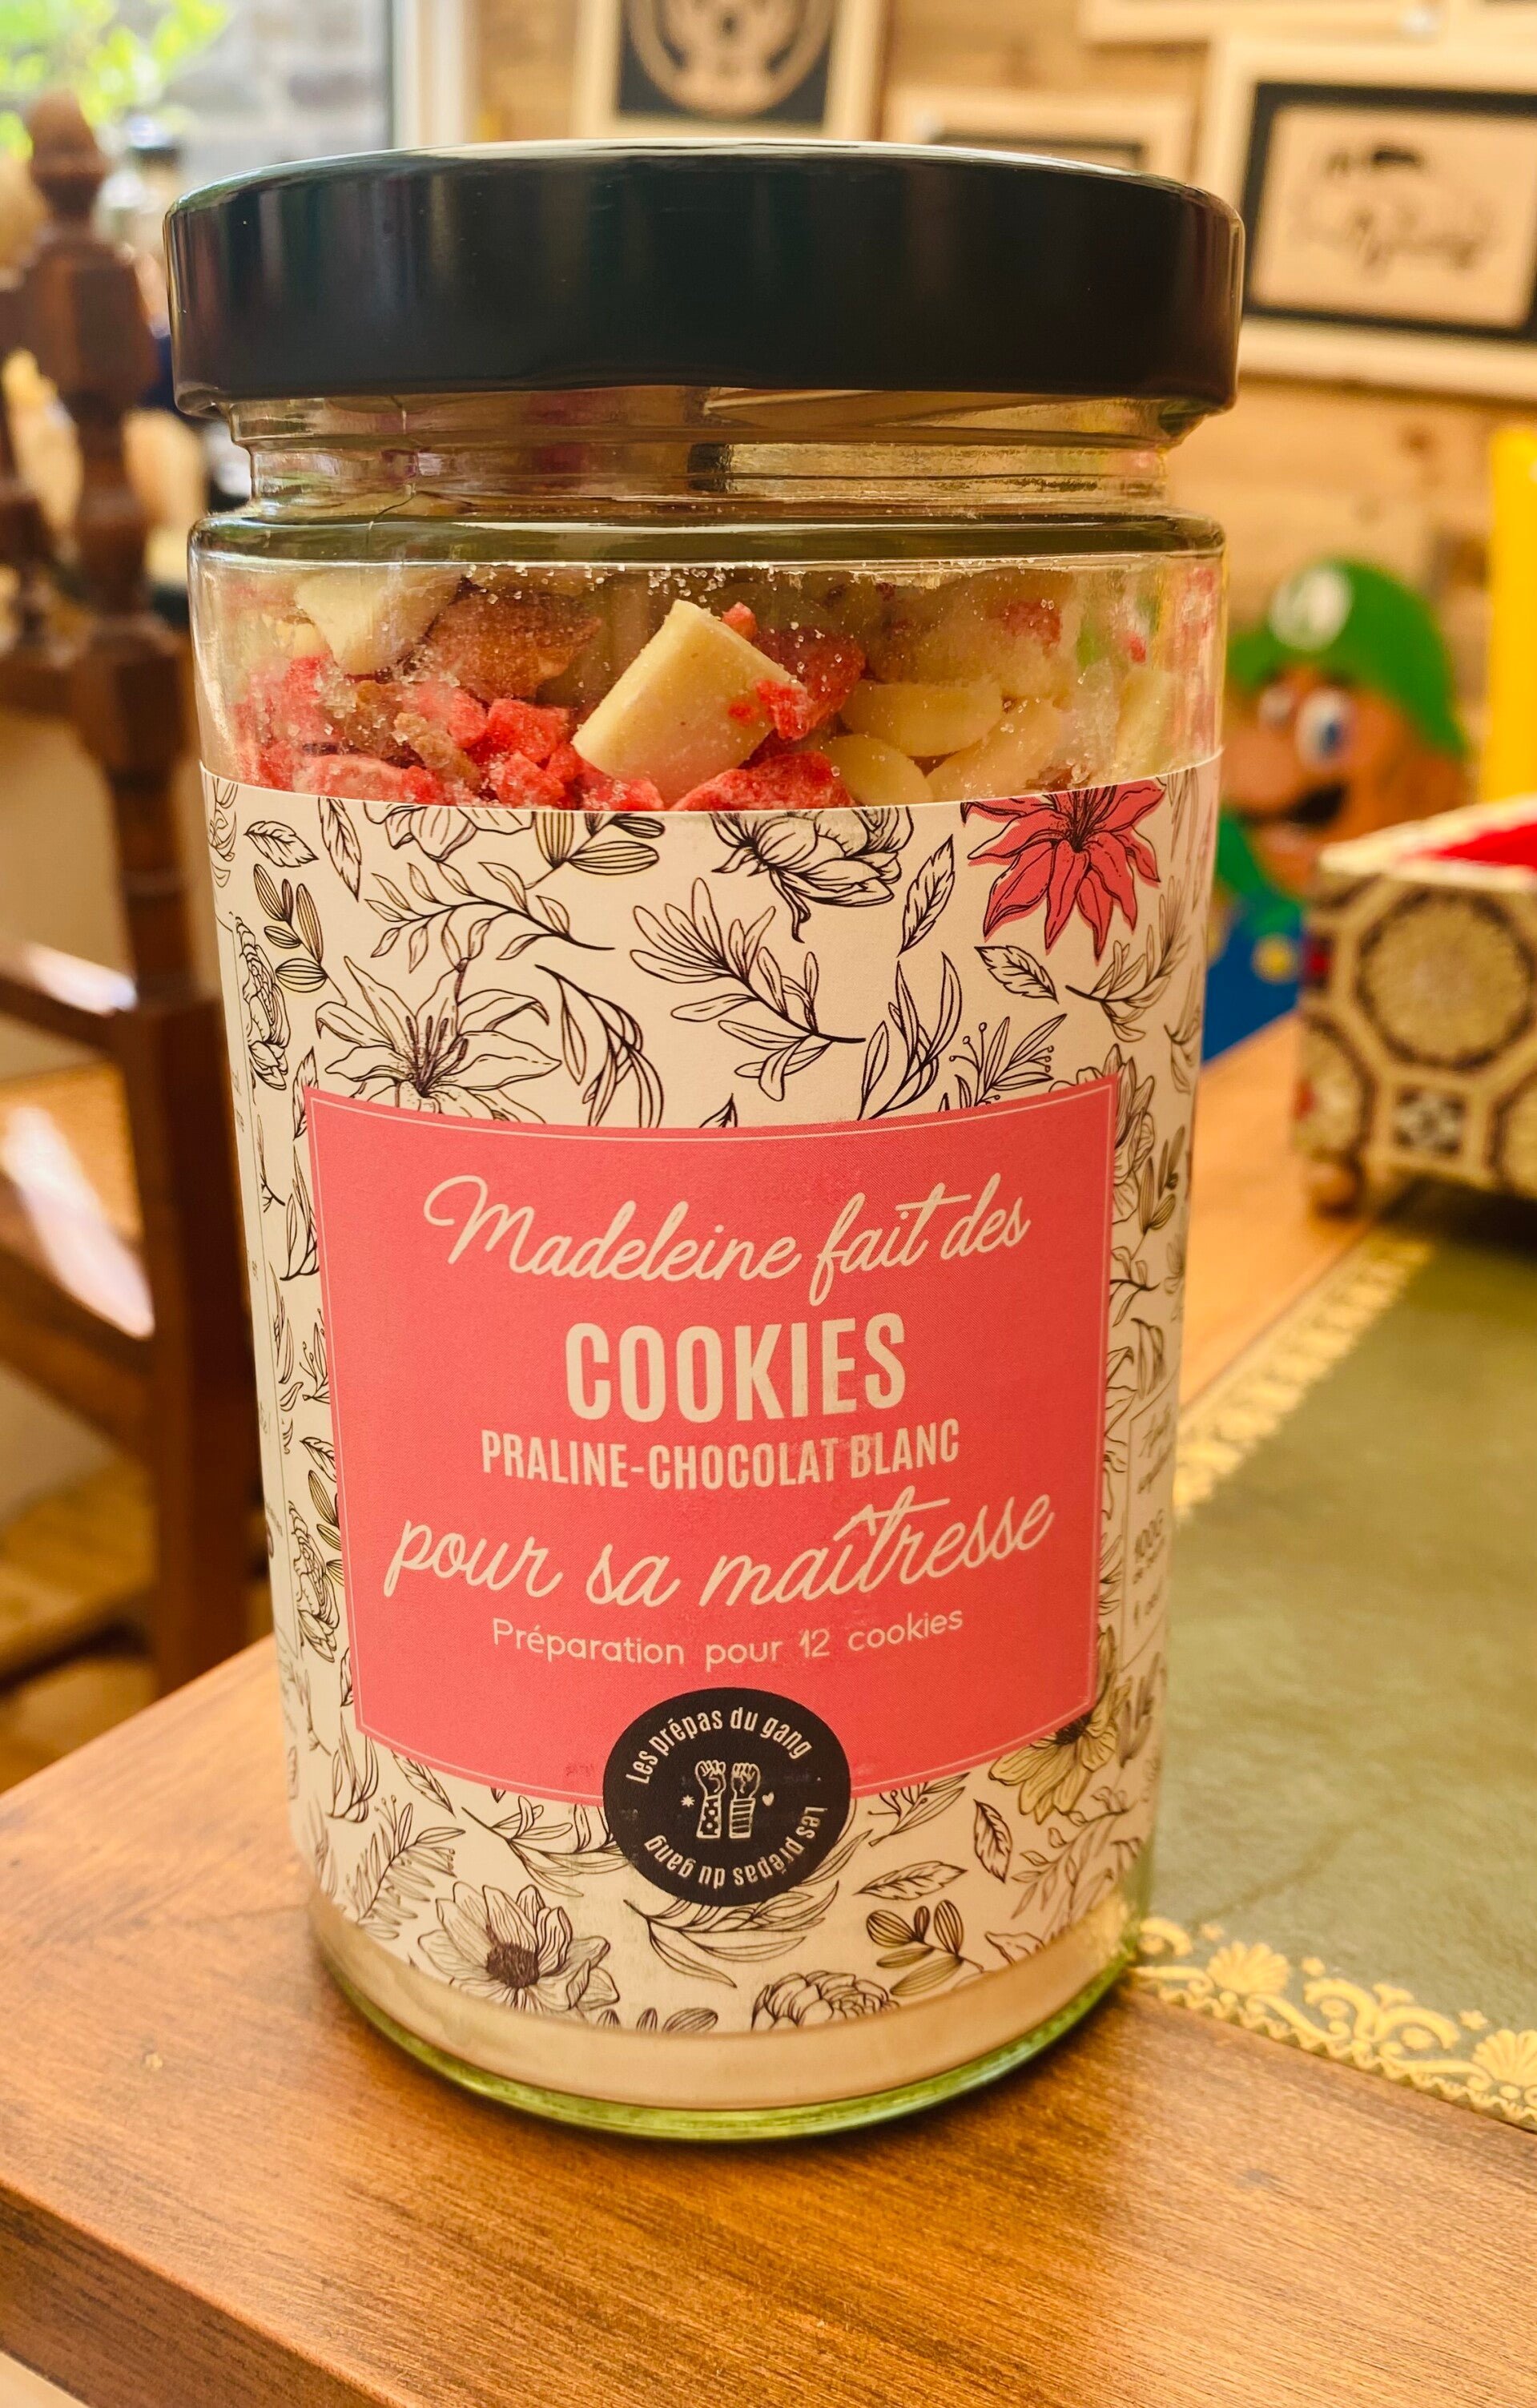 Madeleine fait des
COOKIES
PRALINE-CHOCOLAT BLANC
pour sa maîtresse
Préparation pour 12 cookies
Les prépas du gang
Les prépas du gang
L